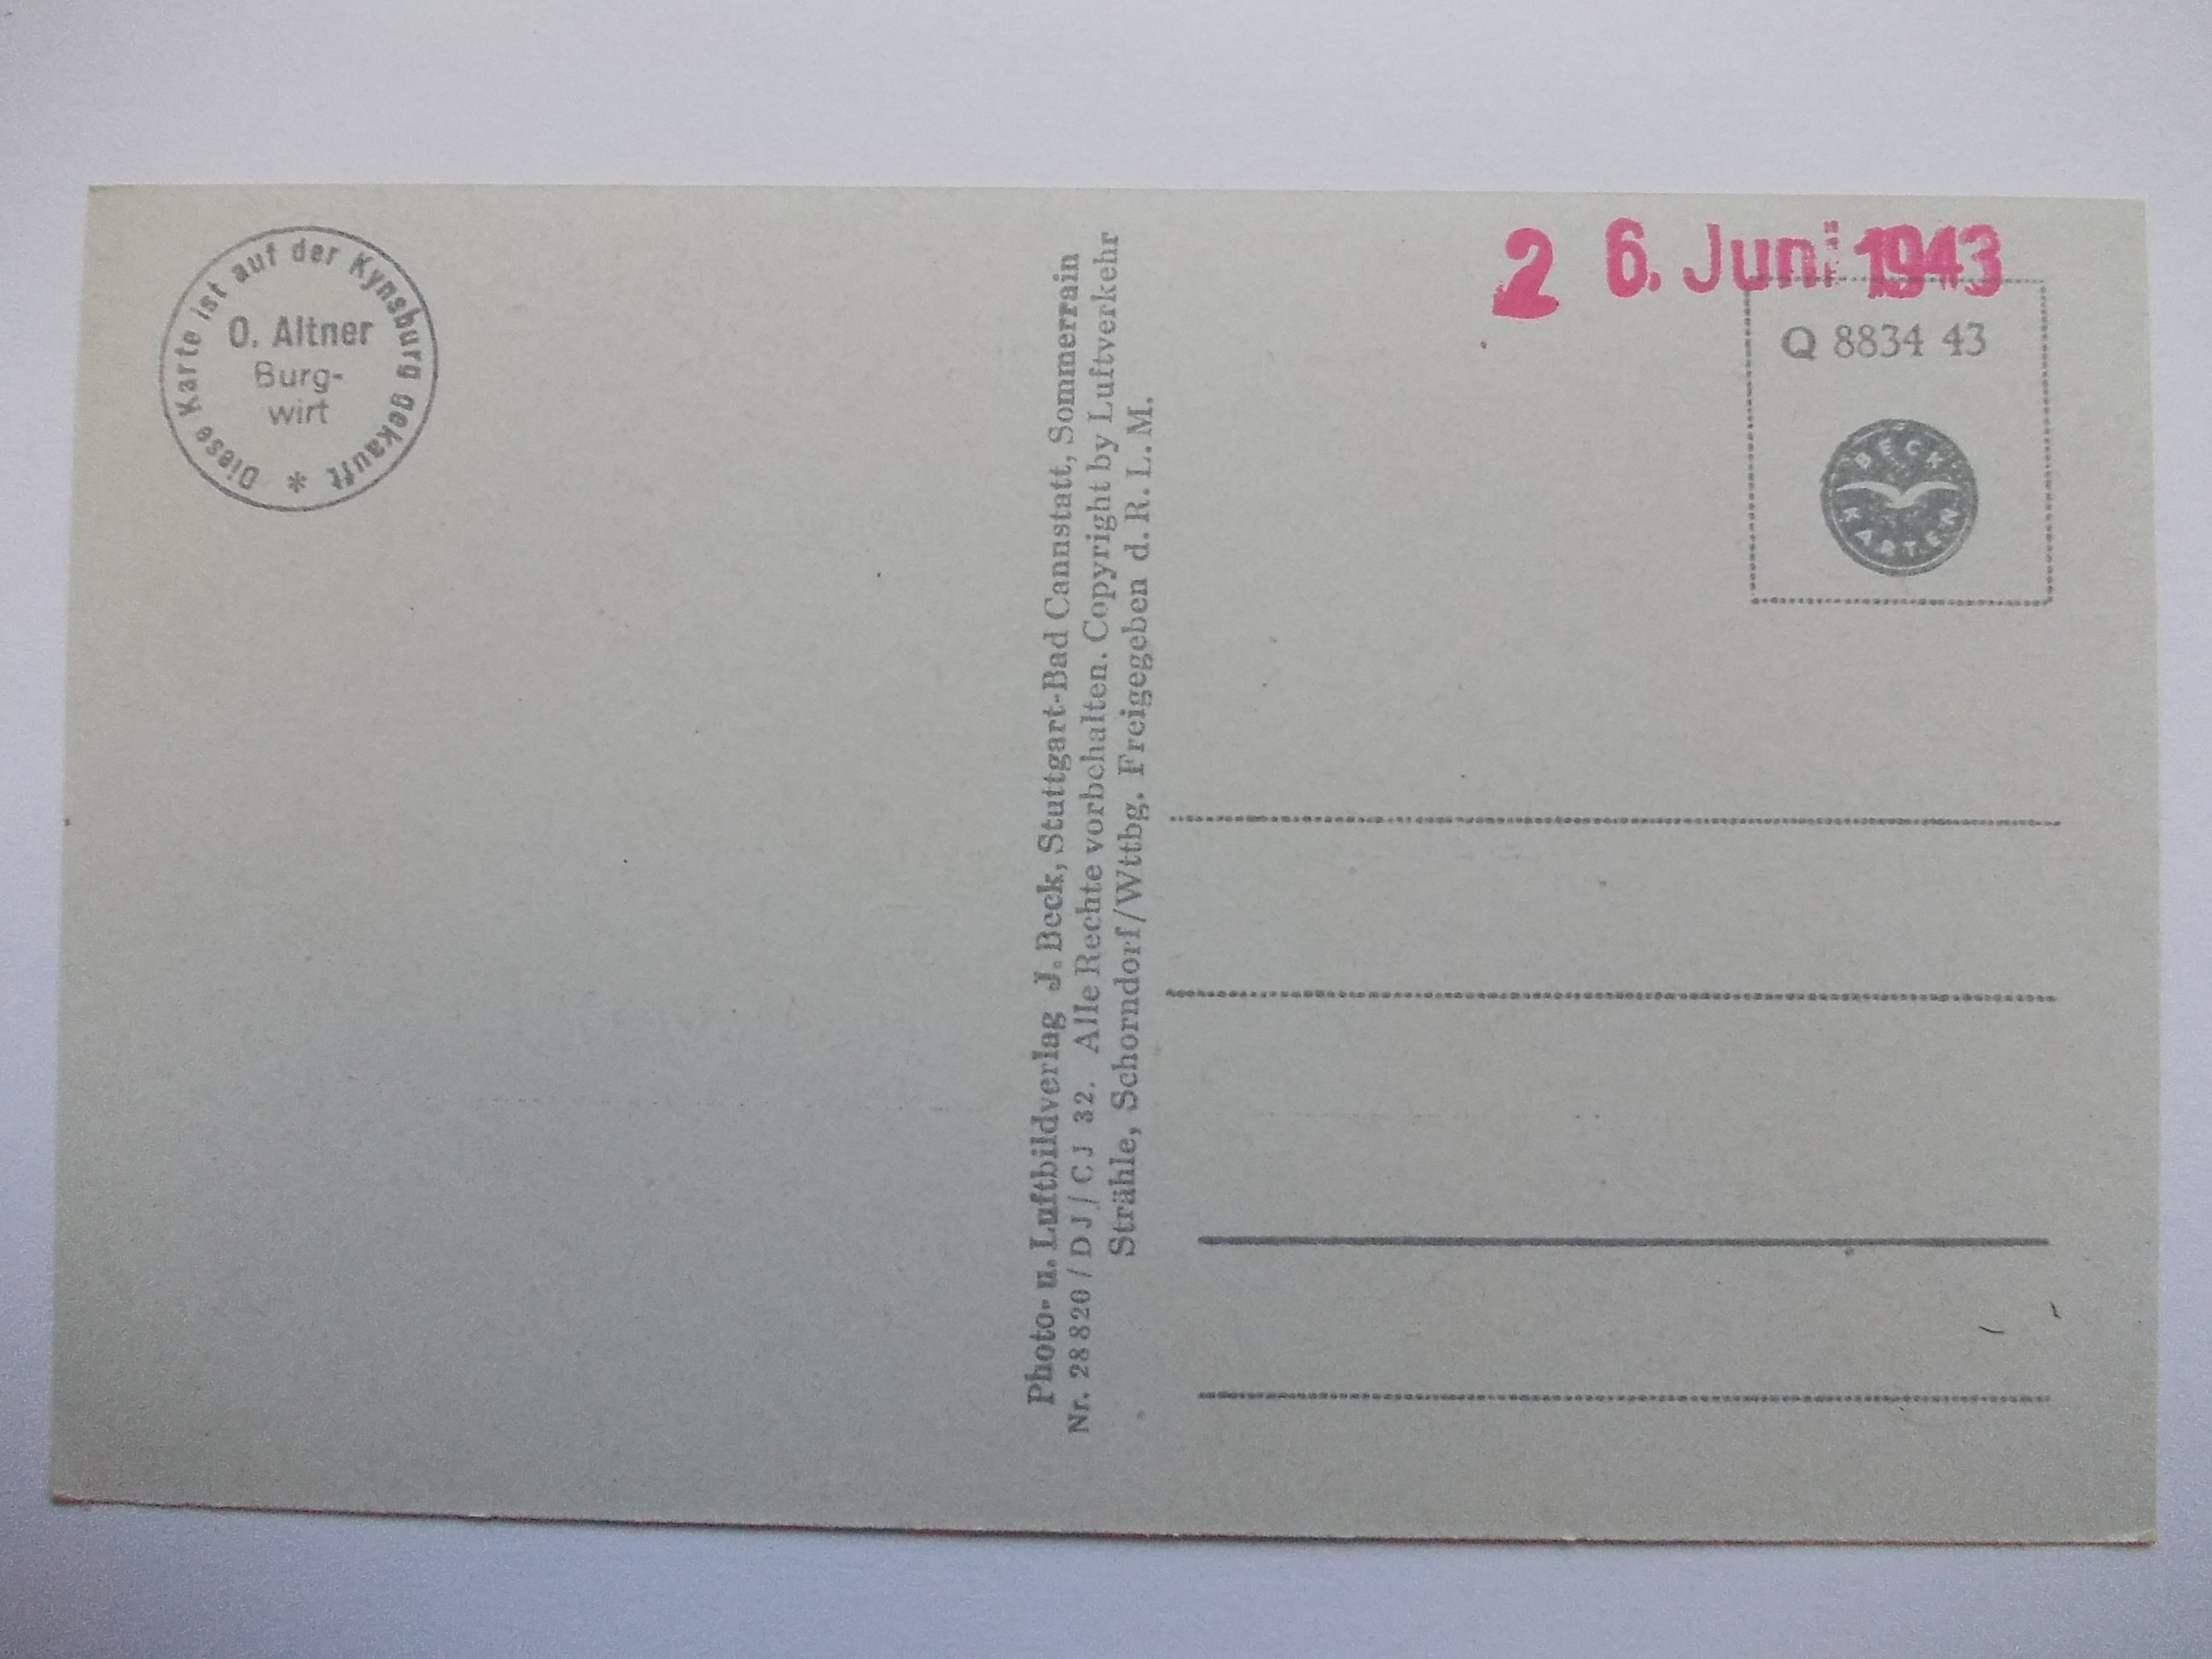 Diese Karte ist auf der Kynsburg gekauft *
O. Altner
Burg-
wirt
Photo- u. Luftbildverlag J. Beck, Stuttgart-Bad Cannstatt, Sommerrain
Nr. 28820/DJ/CJ 32. Alle Rechte vorbehalten. Copyright by Luftverkehr
Strähle, Schorndorf/Wttbg. Freigegeben d. R. L. M.
2 6. Juni 1943
Q 8834 43
BECK
KARTEN